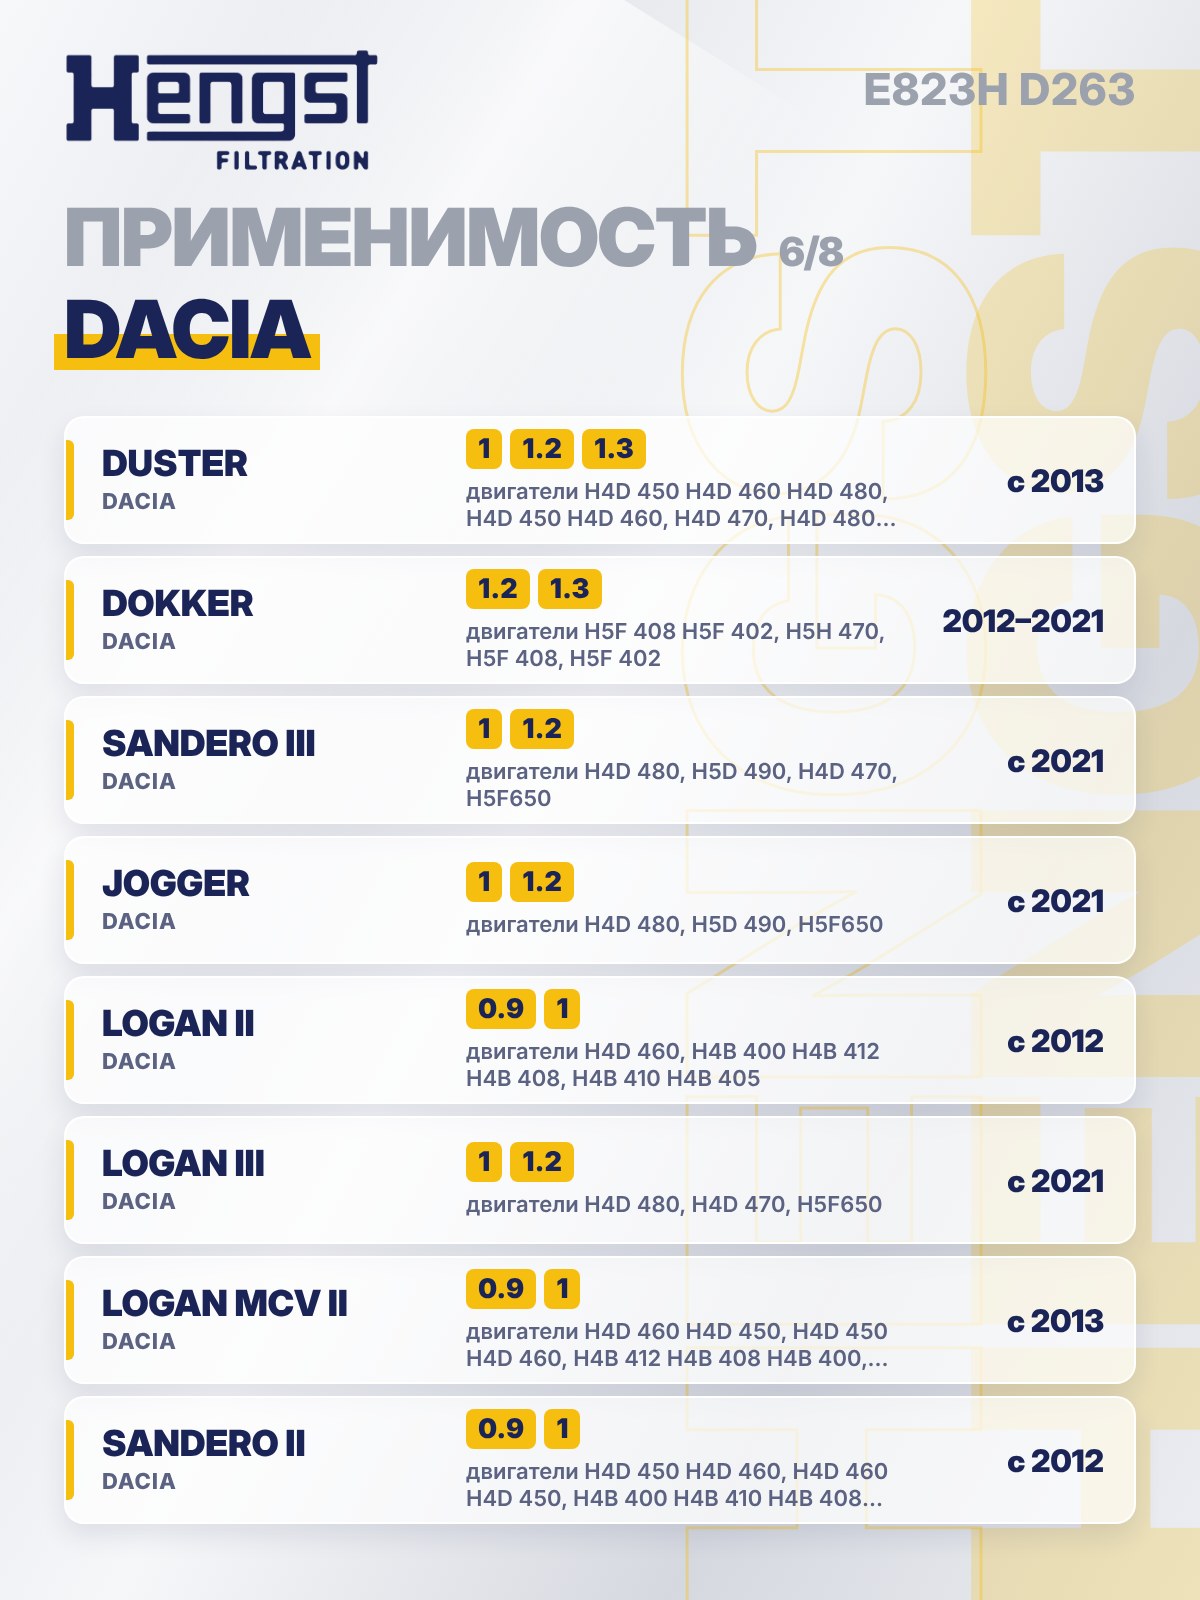 Hengst
FILTRATION
E823H D263
ПРИМЕНИМОСТЬ 6/8
DACIA
DUSTER
DACIA
1 1.2 1.3
двигатели H4D 450 H4D 460 H4D 480,
H4D 450 H4D 460, H4D 470, H4D 480...
с 2013
DOKKER
DACIA
1.2 1.3
двигатели H5F 408 H5F 402, H5H 470,
H5F 408, H5F 402
2012–2021
SANDERO III
DACIA
1 1.2
двигатели H4D 480, H5D 490, H4D 470,
H5F650
с 2021
JOGGER
DACIA
1 1.2
двигатели H4D 480, H5D 490, H5F650
с 2021
LOGAN II
DACIA
0.9 1
двигатели H4D 460, H4B 400 H4B 412
H4B 408, H4B 410 H4B 405
с 2012
LOGAN III
DACIA
1 1.2
двигатели H4D 480, H4D 470, H5F650
с 2021
LOGAN MCV II
DACIA
0.9 1
двигатели H4D 460 H4D 450, H4D 450
H4D 460, H4B 412 H4B 408 H4B 400,...
с 2013
SANDERO II
DACIA
0.9 1
двигатели H4D 450 H4D 460, H4D 460
H4D 450, H4B 400 H4B 410 H4B 408...
с 2012
HENGST